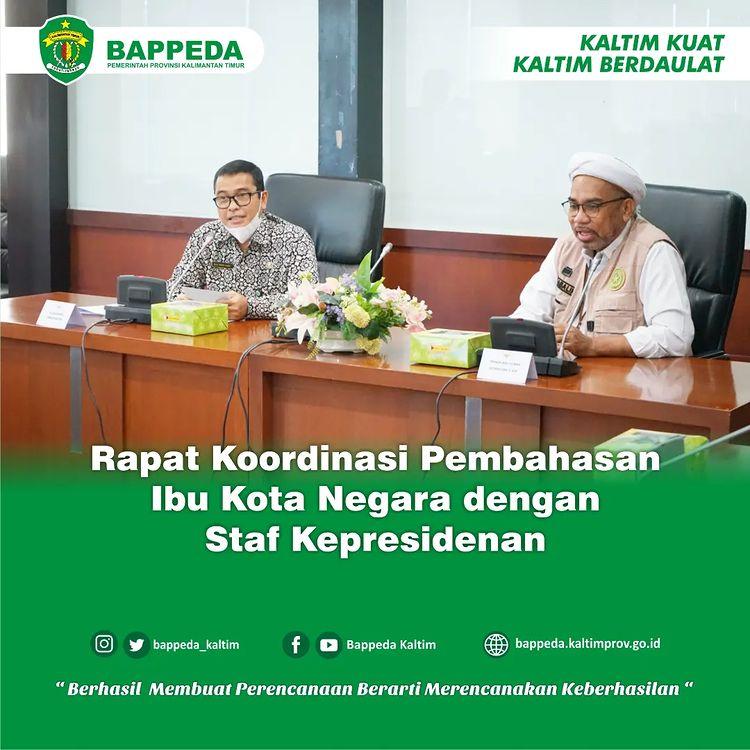 BAPPEDA
PEMERINTAH PROVINSI KALIMANTAN TIMUR
KALTIM KUAT
KALTIM BERDAULAT
Rapat Koordinasi Pembahasan
Ibu Kota Negara dengan
Staf Kepresidenan
bappeda_kaltim
Bappeda Kaltim
bappeda.kaltimprov.go.id
“ Berhasil Membuat Perencanaan Berarti Merencanakan Keberhasilan “